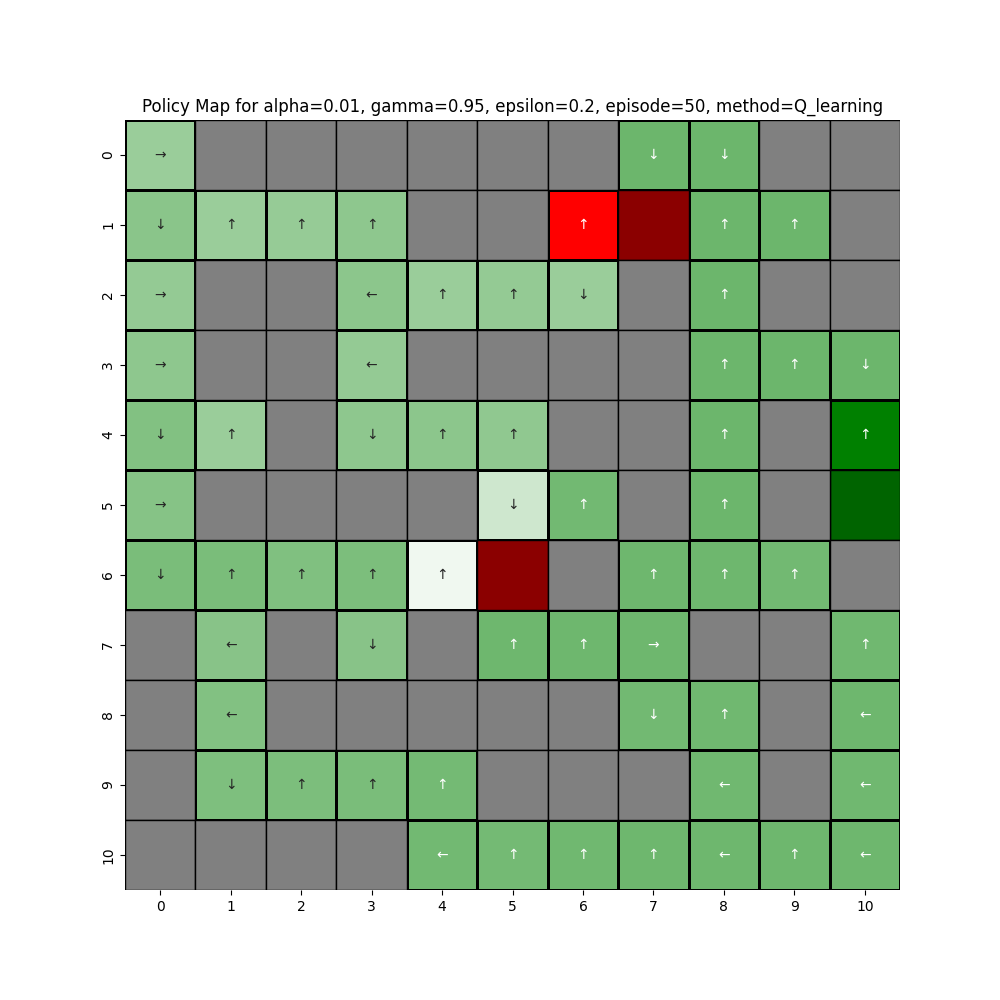 Policy Map for alpha=0.01, gamma=0.95, epsilon=0.2, episode=50, method=Q_learning
0 → ↓ ↓
1 ↓ ↑ ↑ ↑ ↑ ↑ ↑
2 → ← ↑ ↑ ↓ ↑
3 → ← ↑ ↑ ↓
4 ↓ ↑ ↓ ↑ ↑ ↑ ↑
5 → ↓ ↑ ↑
6 ↓ ↑ ↑ ↑ ↑ ↑ ↑ ↑
7 ← ↓ ↑ ↑ → ↑
8 ← ↓ ↑ ←
9 ↓ ↑ ↑ ↑ ← ←
10 ← ↑ ↑ ↑ ← ↑ ←
0 1 2 3 4 5 6 7 8 9 10